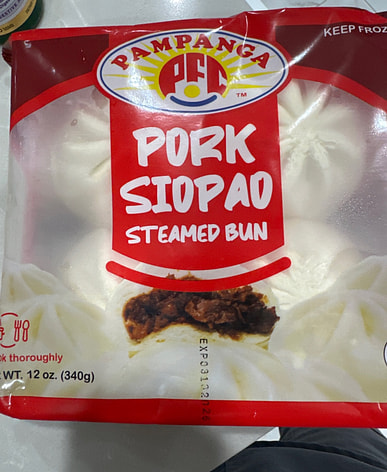 KEEP FROZ
PAMPANGA
PFC
TM
PORK
SIOPAO
STEAMED BUN
k thoroughly
WT. 12 oz. (340g)